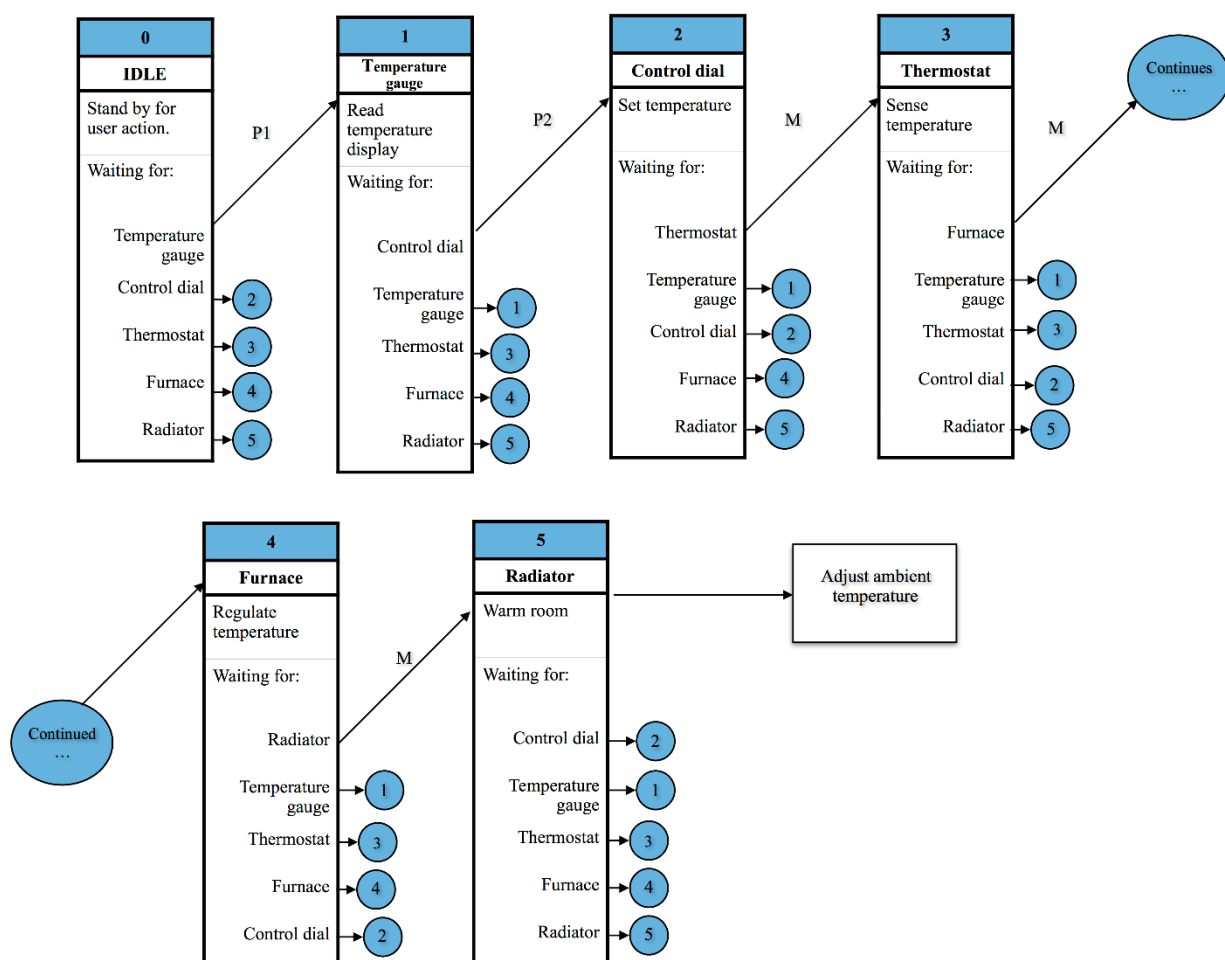 0
IDLE
Stand by for
user action.
Waiting for:
Temperature
gauge
Control dial
2
Thermostat
3
Furnace
4
Radiator
5
P1
1
Temperature
gauge
Read
temperature
display
Waiting for:
Control dial
Temperature
gauge
1
Thermostat
3
Furnace
4
Radiator
5
P2
2
Control dial
Set temperature
Waiting for:
Thermostat
Temperature
gauge
1
Control dial
2
Furnace
4
Radiator
5
M
3
Thermostat
Sense
temperature
Waiting for:
Furnace
Temperature
gauge
1
Thermostat
3
Control dial
2
Radiator
5
M
Continues
…
Continued
…
4
Furnace
Regulate
temperature
Waiting for:
Radiator
Temperature
gauge
1
Thermostat
3
Furnace
4
Control dial
2
M
5
Radiator
Warm room
Waiting for:
Control dial
2
Temperature
gauge
1
Thermostat
3
Furnace
4
Radiator
5
Adjust ambient
temperature